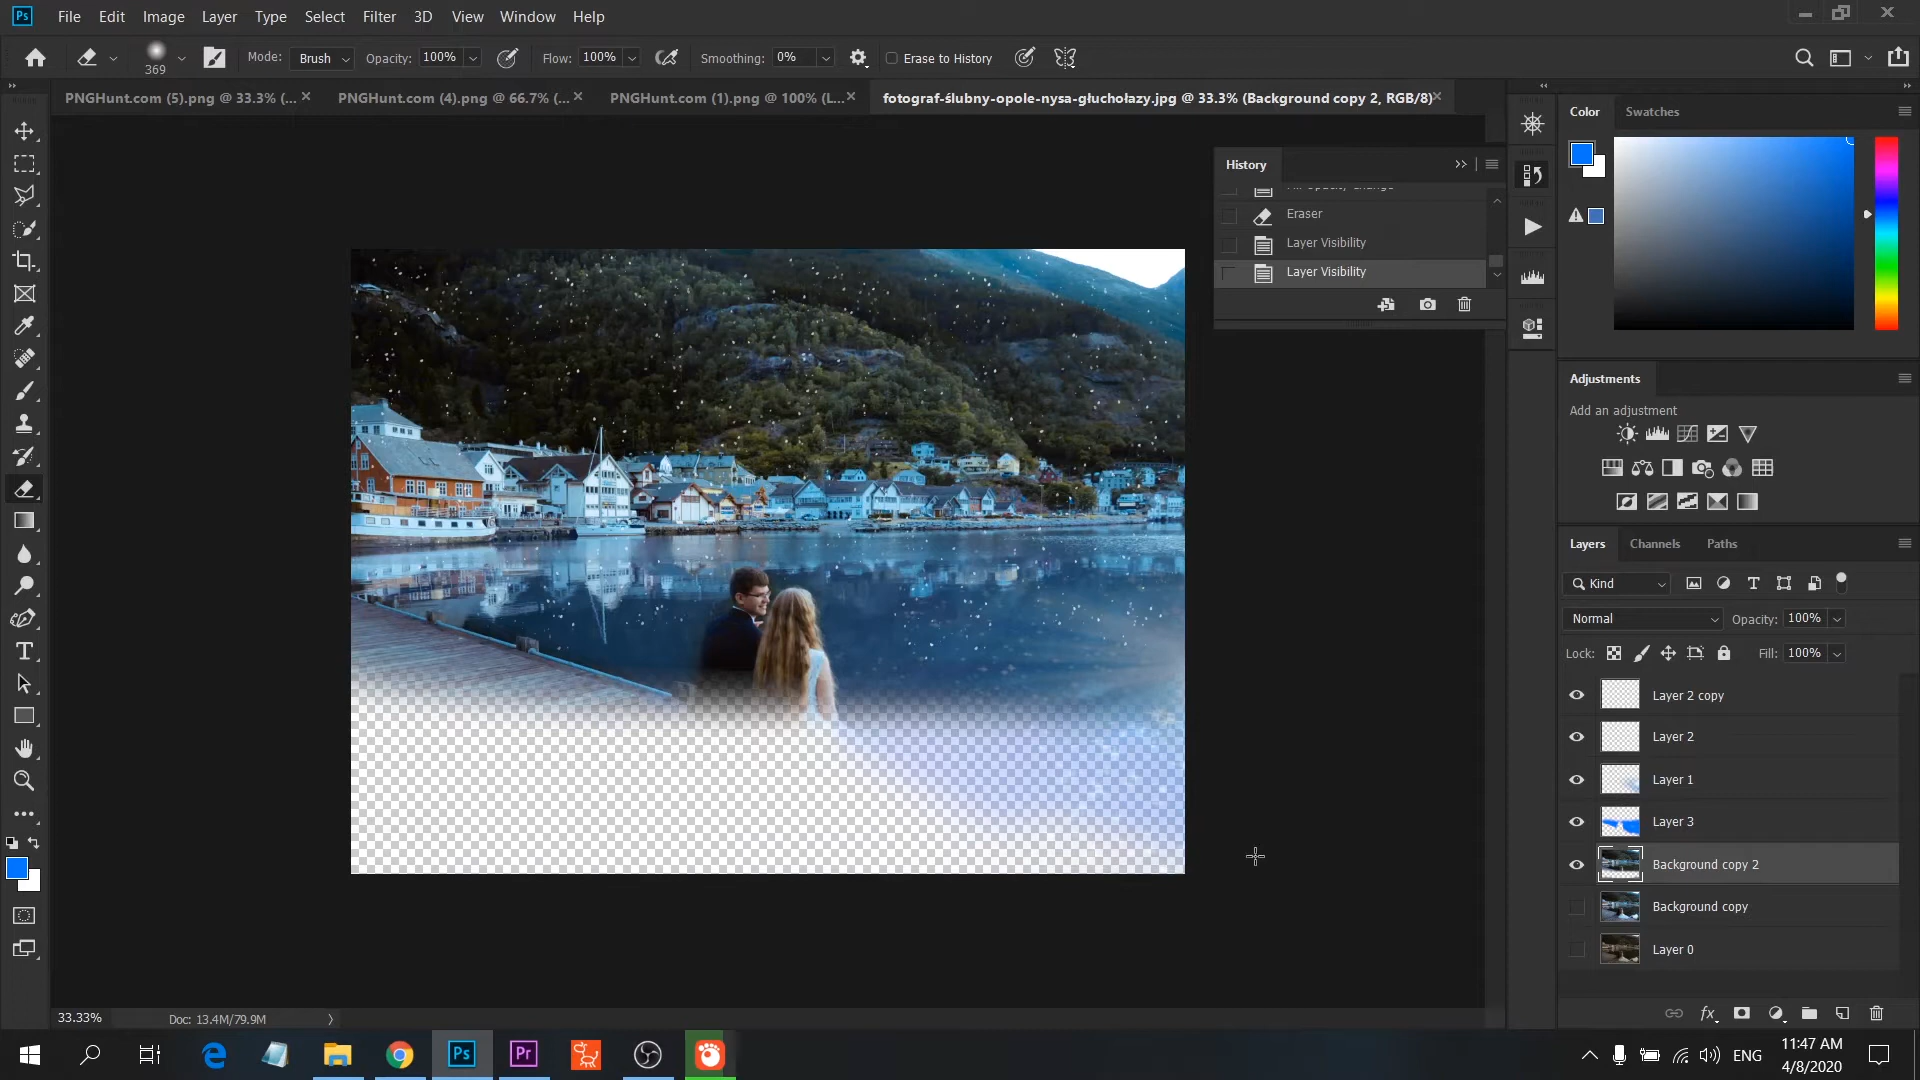 Ps File Edit Image Layer Type Select Filter 3D View Window Help
369 Mode: Brush Opacity: 100% Flow: 100% Smoothing: 0% Erase to History
PNGHunt.com (5).png @ 33.3% (... PNGHunt.com (4).png @ 66.7% (... PNGHunt.com (1).png @ 100% (L... fotograf-ślubny-opole-nysa-głuchołazy.jpg @ 33.3% (Background copy 2, RGB/8)
History
Eraser
Layer Visibility
Layer Visibility
Color Swatches
Adjustments
Add an adjustment
Layers Channels Paths
Kind
Normal Opacity: 100%
Lock: Fill: 100%
Layer 2 copy
Layer 2
Layer 1
Layer 3
Background copy 2
Background copy
Layer 0
fx
33.33% Doc: 13.4M/79.9M
Ps Pr ENG 11:47 AM
4/8/2020